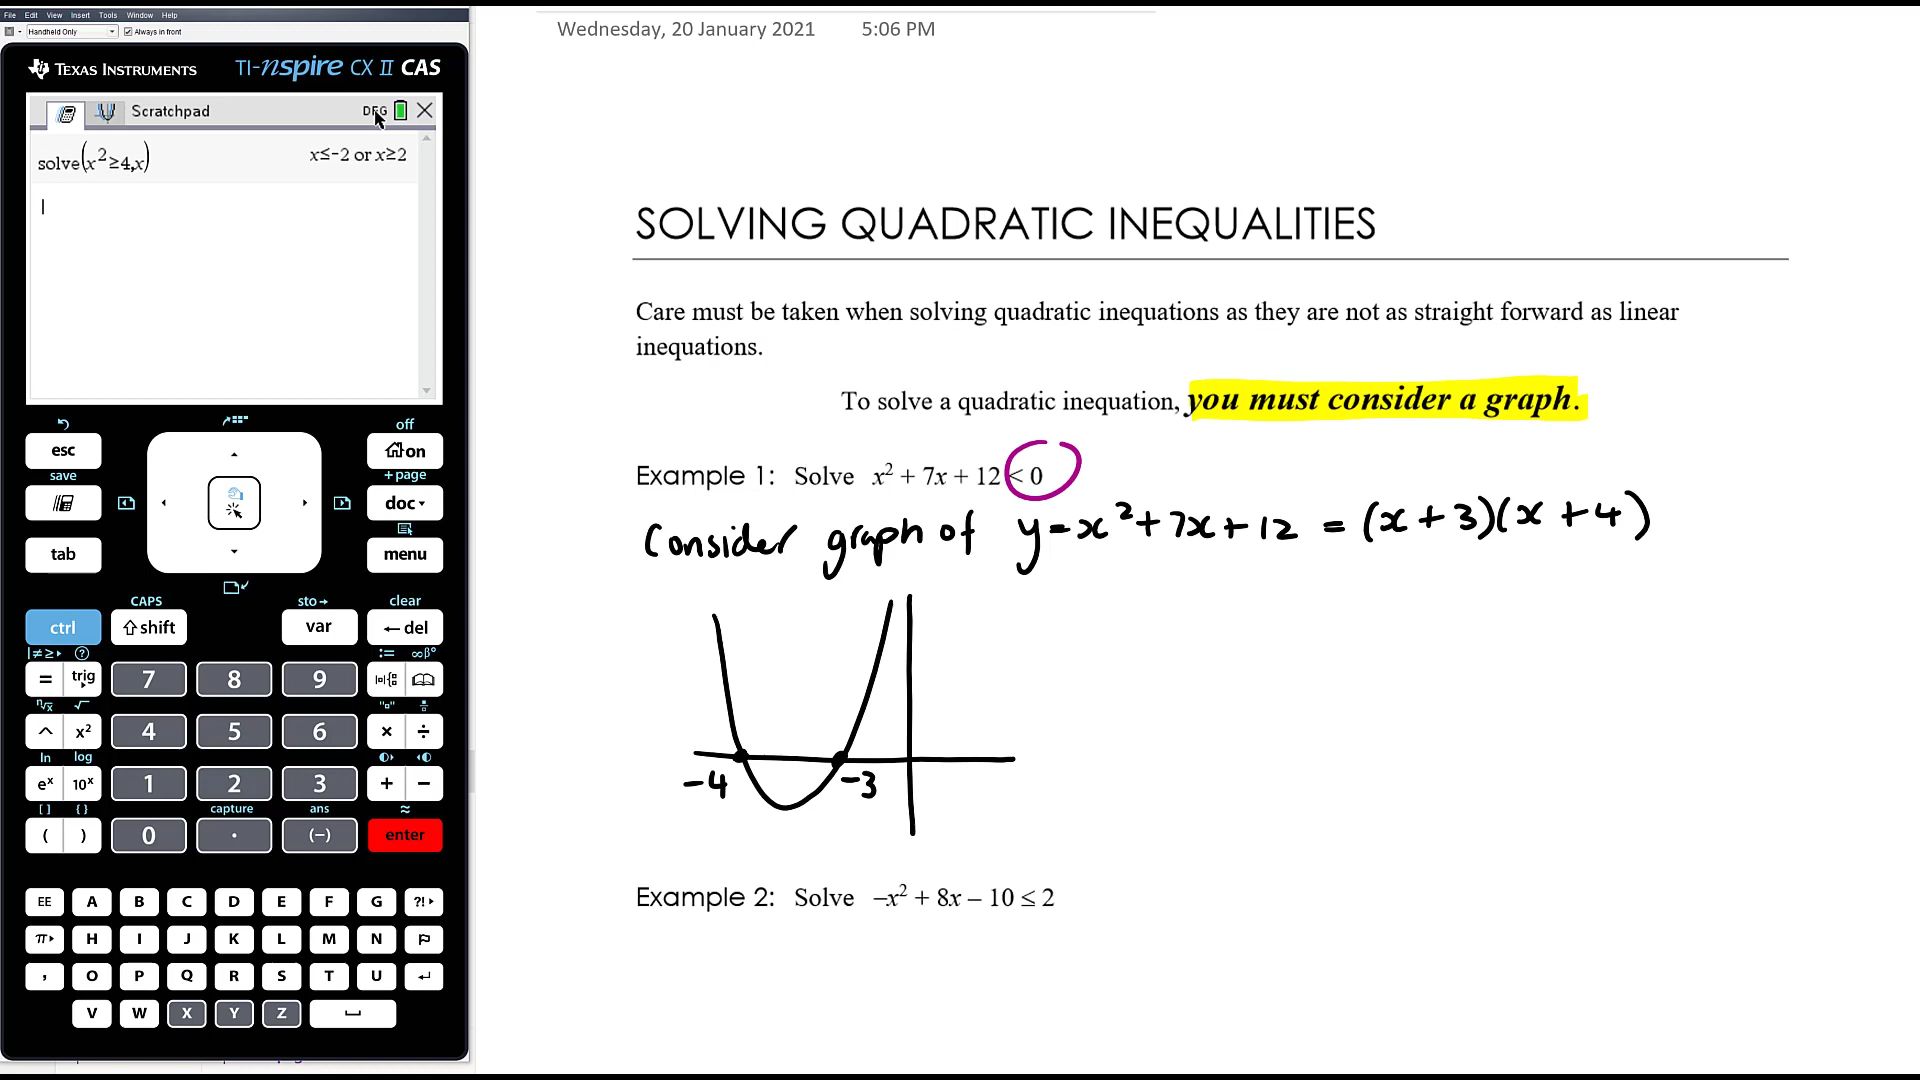 File Edit View Insert Tools Window Help
Handheld Only Always in front
TEXAS INSTRUMENTS TI-nspire CX II CAS
Scratchpad DEG
solve(x²≥4,x) x≤-2 or x≥2
off
esc on
save +page
doc
tab menu
CAPS sto→ clear
ctrl ⇧shift var ←del
|≠≥▸ ? := ∞β°
= trig 7 8 9
ⁿ√x √ "▫"
^ x² 4 5 6 × ÷
ln log
eˣ 10ˣ 1 2 3 + −
[ ] { } capture ans ≈
( ) 0 . (−) enter
EE A B C D E F G ?!▸
π▸ H I J K L M N
, O P Q R S T U ↵
V W X Y Z
Wednesday, 20 January 2021 5:06 PM
SOLVING QUADRATIC INEQUALITIES
Care must be taken when solving quadratic inequations as they are not as straight forward as linear
inequations.
To solve a quadratic inequation, you must consider a graph.
Example 1: Solve x² + 7x + 12 < 0
Consider graph of y=x²+7x+12 = (x+3)(x+4)
-4 -3
Example 2: Solve –x² + 8x – 10 ≤ 2